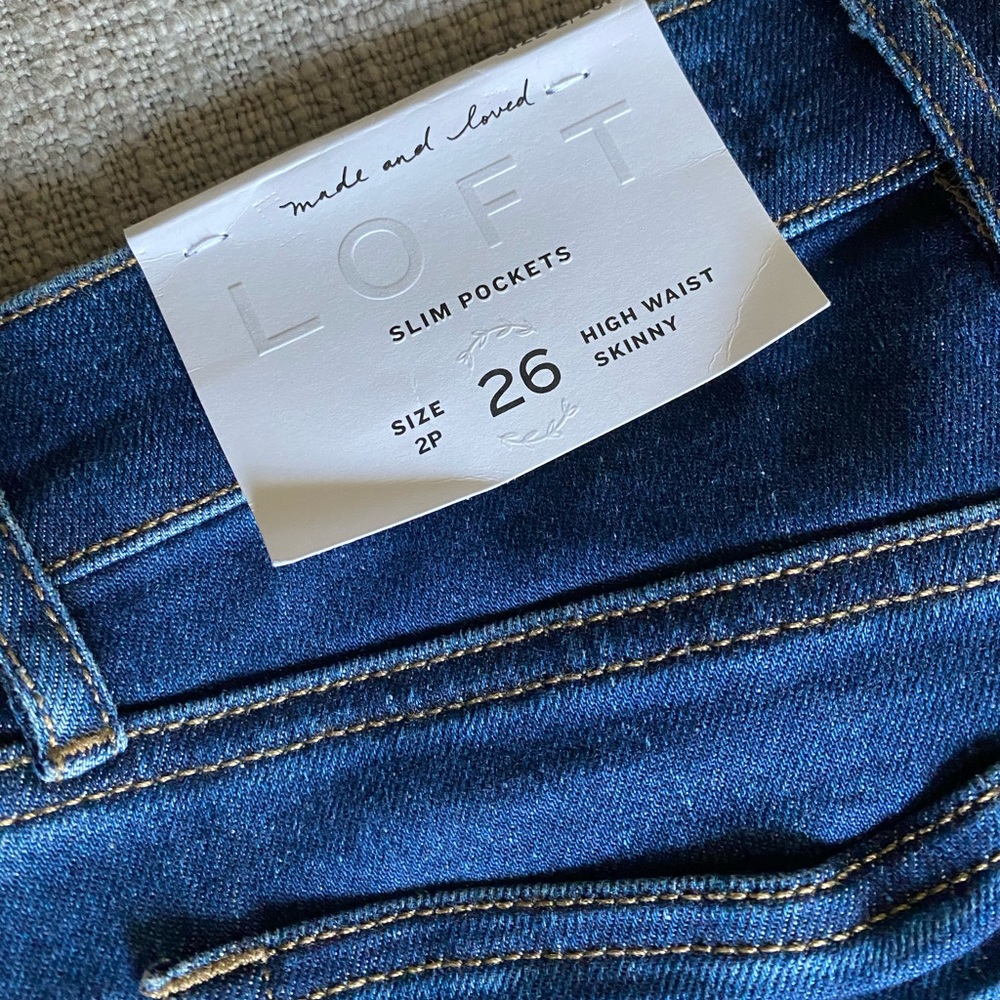 made and loved
LOFT
SLIM POCKETS
SIZE
2P
26
HIGH WAIST
SKINNY